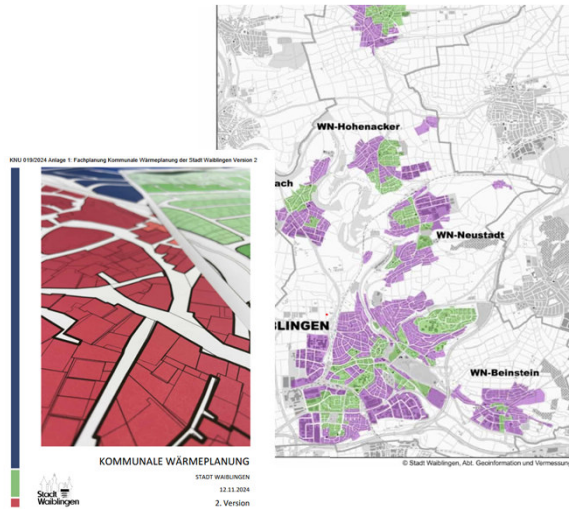 WN-Hohenacker
ach
WN-Neustadt
BLINGEN
WN-Beinstein
© Stadt Waiblingen, Abt. Geoinformation und Vermessung
KNU 019/2024 Anlage 1: Fachplanung Kommunale Wärmeplanung der Stadt Waiblingen Version 2
KOMMUNALE WÄRMEPLANUNG
STADT WAIBLINGEN
12.11.2024
2. Version
Stadt
Waiblingen